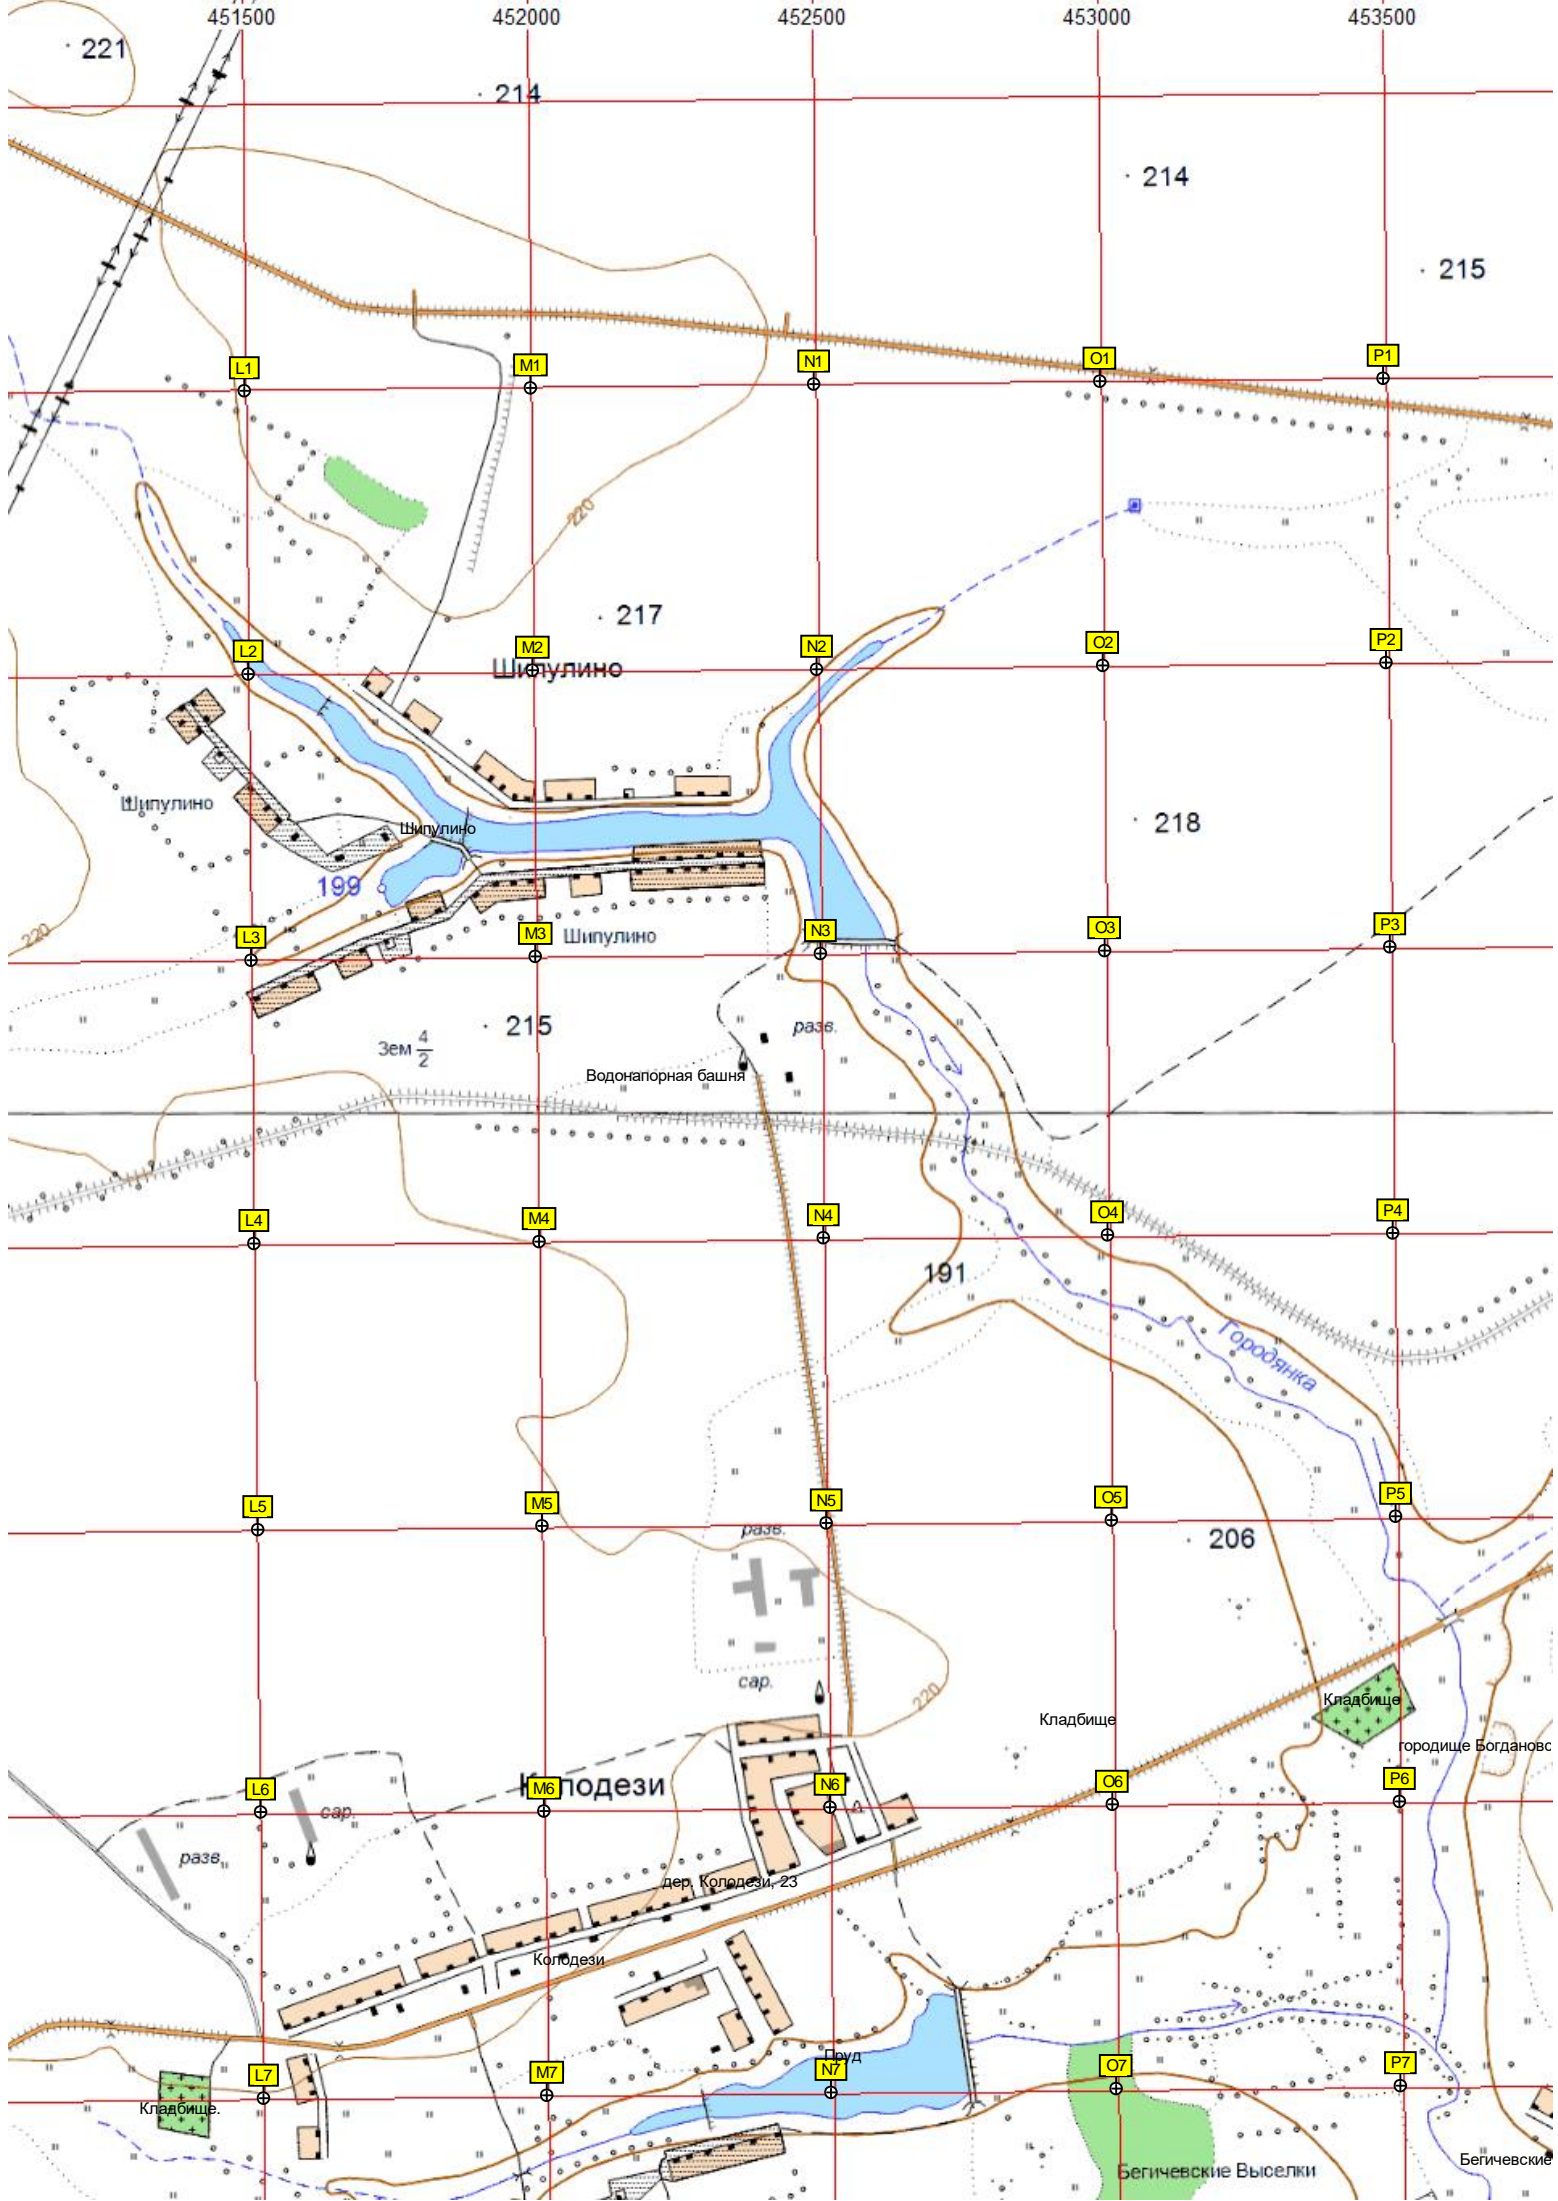 451500 452000 452500 453000 453500
221
214
214
215
L1 M1 N1 O1 P1
220
217
L2 M2 N2 O2 P2
Шипулино
Шипулино
Шипулино
218
199
220
L3 M3 N3 O3 P3
Шипулино
215
разв.
Зем 4/2
Водонапорная башня
L4 M4 N4 O4 P4
191
Городянка
L5 M5 N5 O5 P5
разв.
206
сар.
220
Кладбище
Кладбище
городище Богданово
L6 M6 N6 O6 P6
Колодези
сар.
разв.
дер. Колодези, 23
Колодези
Пруд
L7 M7 N7 O7 P7
Кладбище.
Бегичевские Выселки
Бегичевские